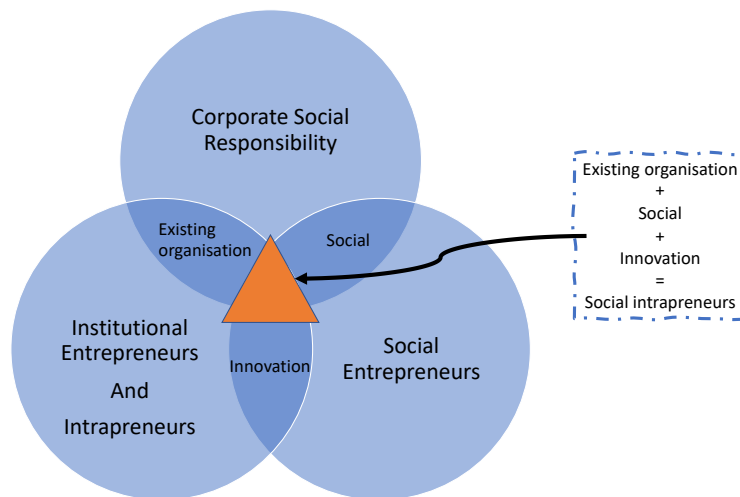 Corporate Social
Responsibility
Existing
organisation
Social
Institutional
Entrepreneurs
And
Intrapreneurs
Innovation
Social
Entrepreneurs
Existing organisation
+
Social
+
Innovation
=
Social intrapreneurs